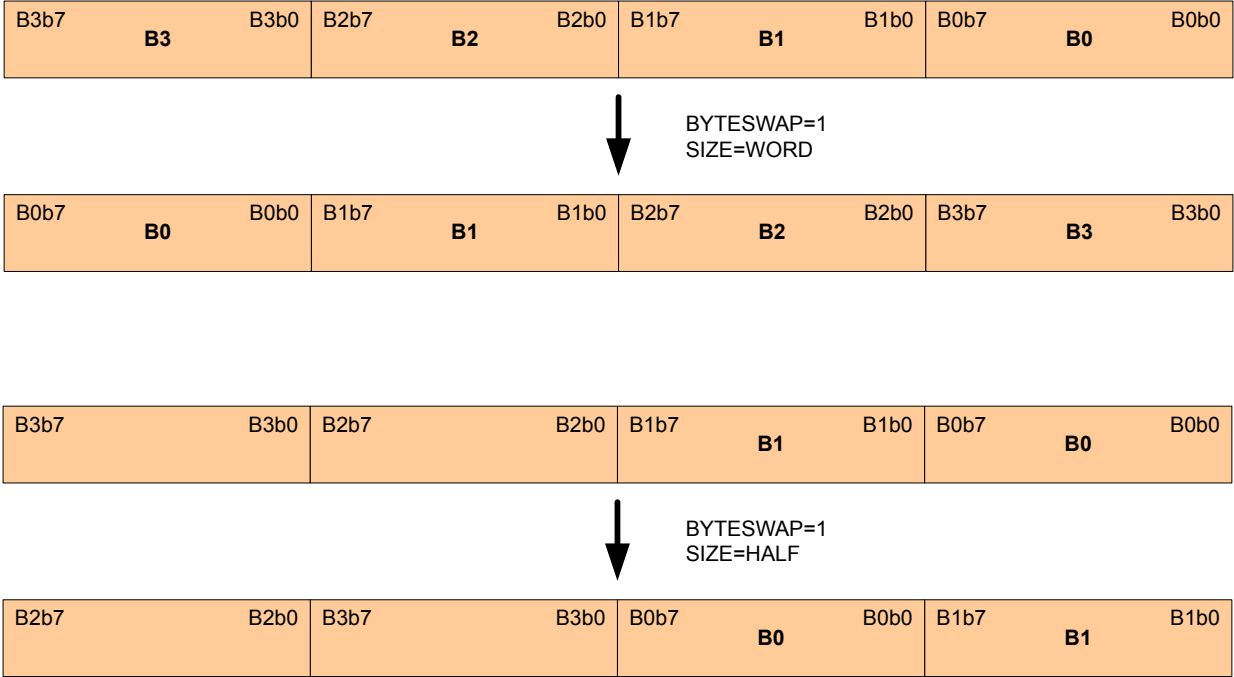 B3b7 B3b0 B2b7 B2b0 B1b7 B1b0 B0b7 B0b0
B3 B2 B1 B0
BYTESWAP=1
SIZE=WORD
B0b7 B0b0 B1b7 B1b0 B2b7 B2b0 B3b7 B3b0
B0 B1 B2 B3
B3b7 B3b0 B2b7 B2b0 B1b7 B1b0 B0b7 B0b0
B1 B0
BYTESWAP=1
SIZE=HALF
B2b7 B2b0 B3b7 B3b0 B0b7 B0b0 B1b7 B1b0
B0 B1